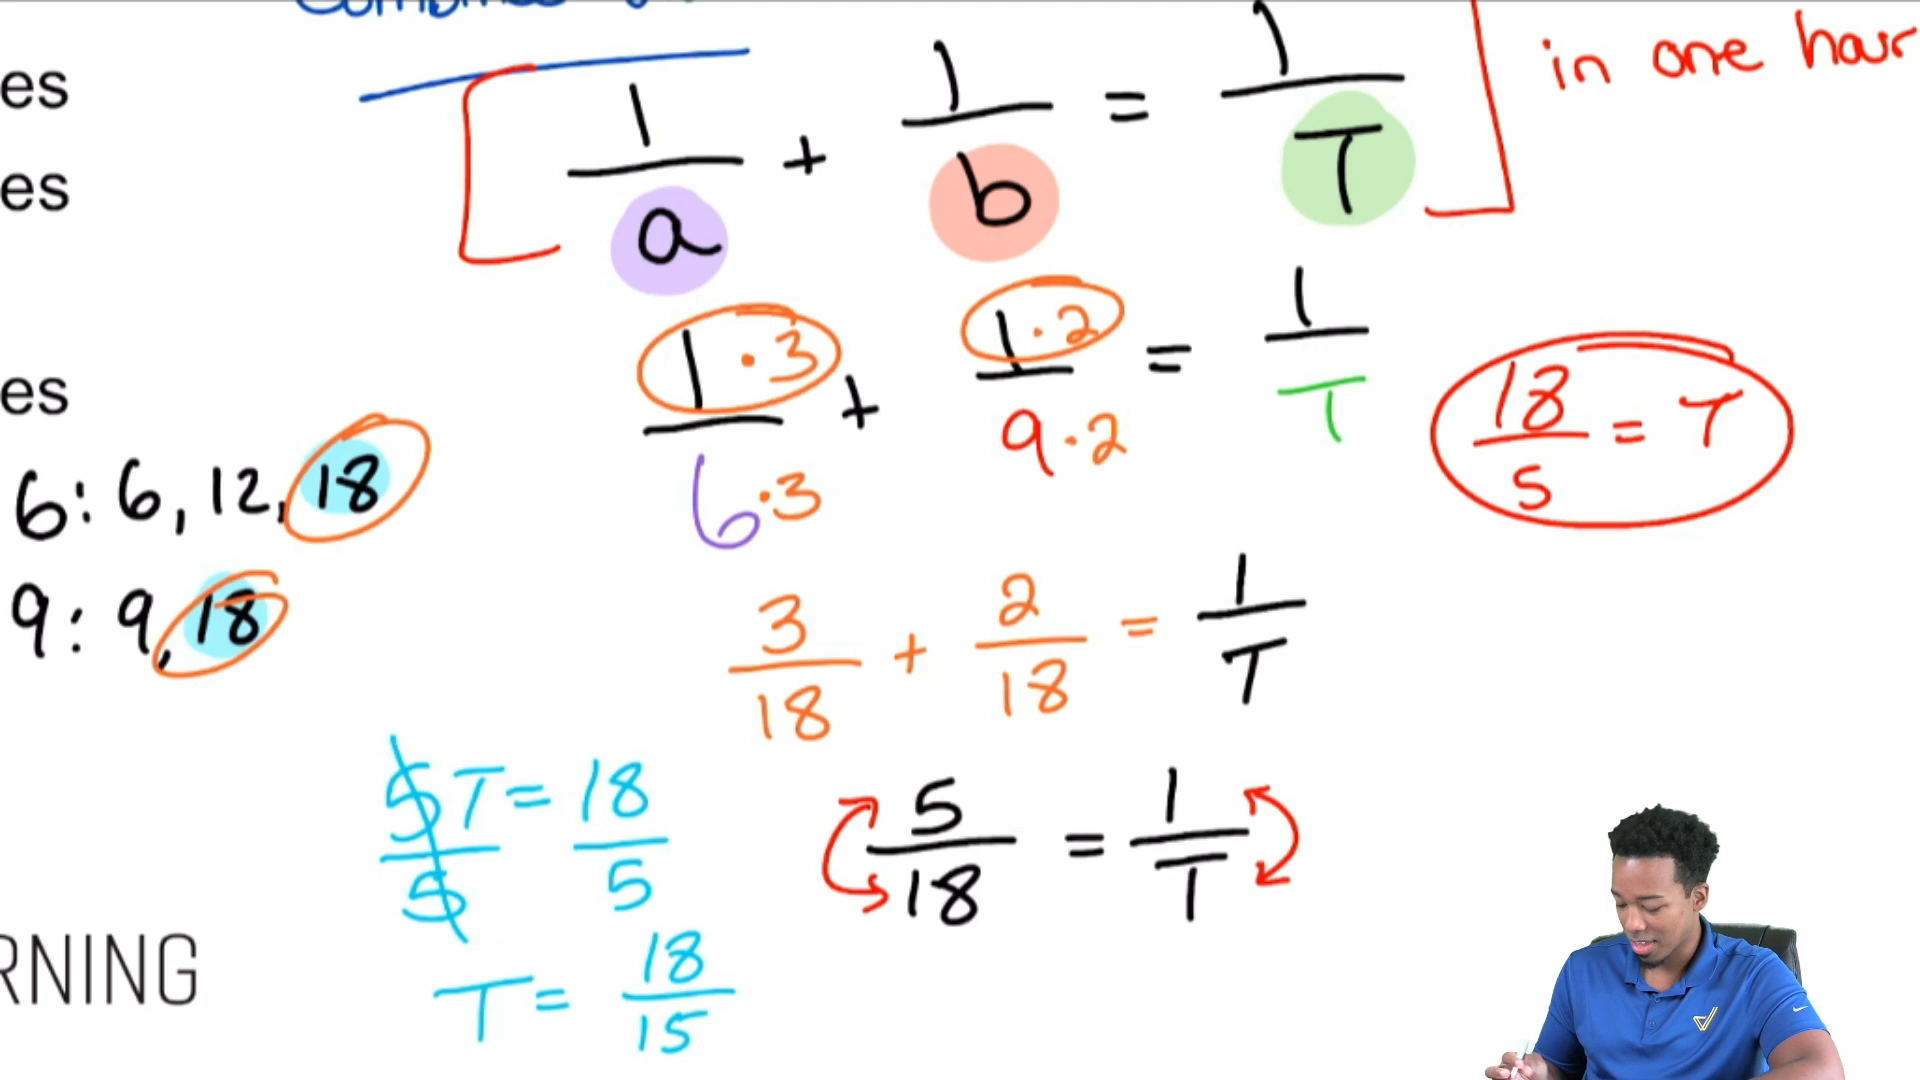 es
es
es
in one hour
1/a + 1/b = 1/T
1·3/6·3 + 1·2/9·2 = 1/T
18/5 = T
6: 6, 12, 18
9: 9, 18
3/18 + 2/18 = 1/T
5T/5 = 18/5
5/18 = 1/T
T = 18/15
RNING